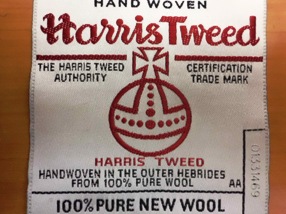 HAND WOVEN
Harris Tweed
THE HARRIS TWEED AUTHORITY
CERTIFICATION TRADE MARK
HARRIS TWEED
HANDWOVEN IN THE OUTER HEBRIDES
FROM 100% PURE WOOL
AA
100% PURE NEW WOOL